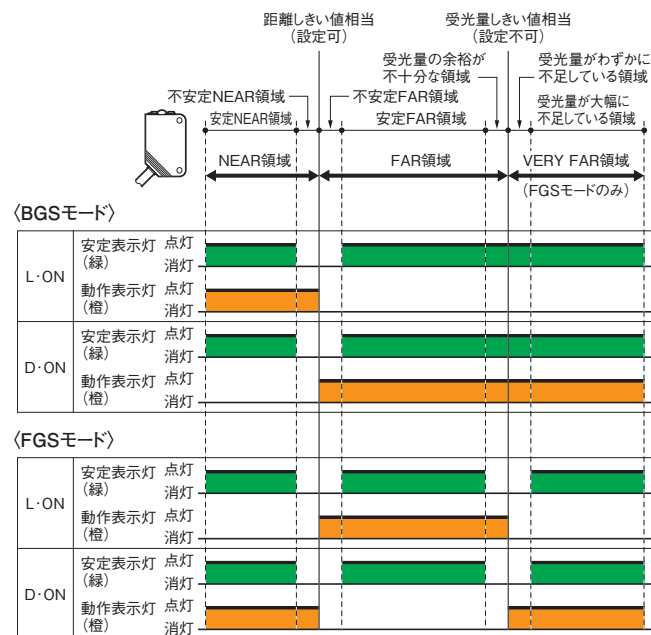 距離しきい値相当
（設定可）
受光量しきい値相当
（設定不可）
受光量の余裕が
不十分な領域
受光量がわずかに
不足している領域
不安定NEAR領域
不安定FAR領域
受光量が大幅に
不足している領域
安定NEAR領域
安定FAR領域
NEAR領域
FAR領域
VERY FAR領域
（FGSモードのみ）
〈BGSモード〉
L・ON
安定表示灯
（緑）
点灯
消灯
動作表示灯
（橙）
点灯
消灯
D・ON
安定表示灯
（緑）
点灯
消灯
動作表示灯
（橙）
点灯
消灯
〈FGSモード〉
L・ON
安定表示灯
（緑）
点灯
消灯
動作表示灯
（橙）
点灯
消灯
D・ON
安定表示灯
（緑）
点灯
消灯
動作表示灯
（橙）
点灯
消灯